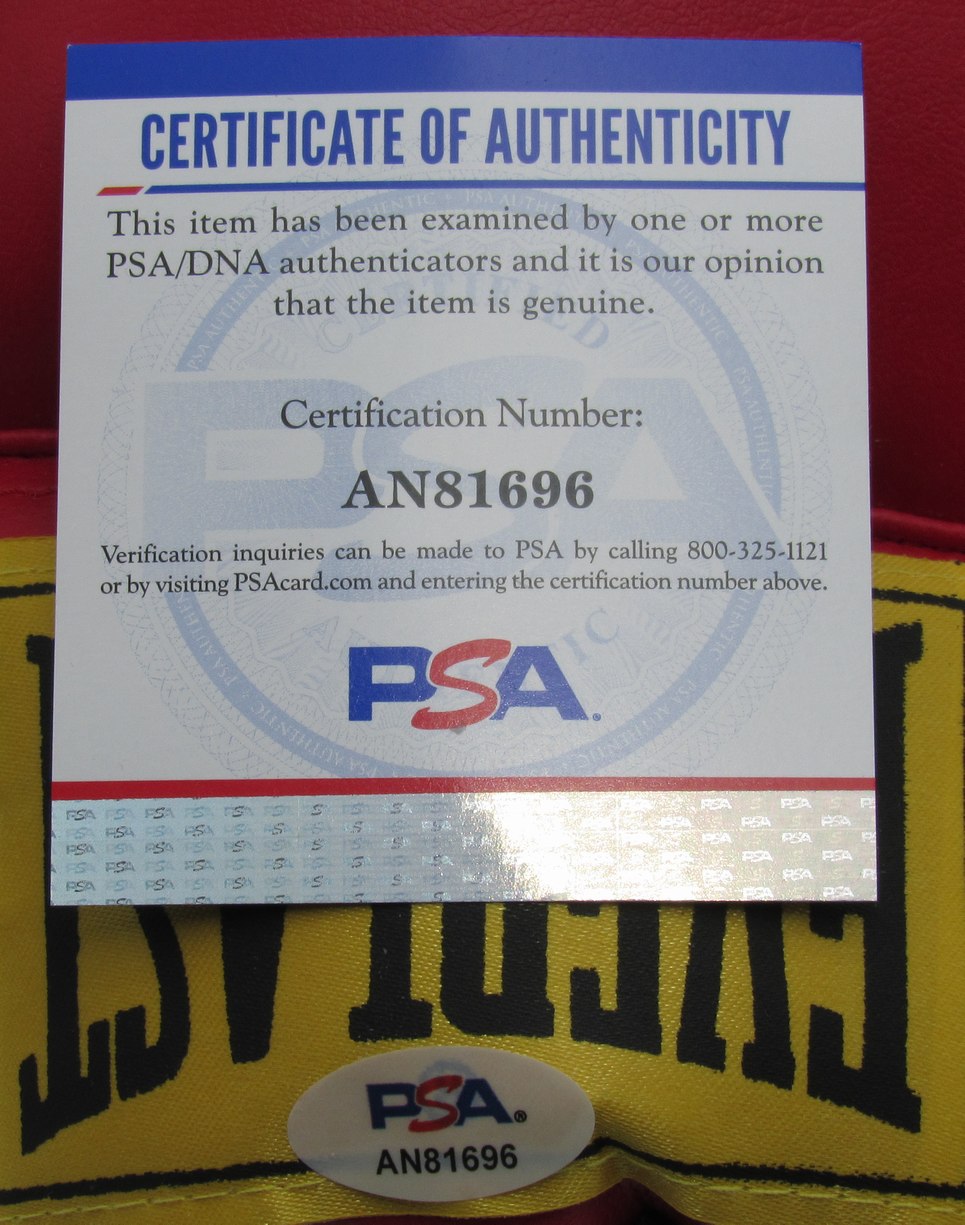 CERTIFICATE OF AUTHENTICITY
This item has been examined by one or more
PSA/DNA authenticators and it is our opinion
that the item is genuine.
Certification Number:
AN81696
Verification inquiries can be made to PSA by calling 800-325-1121
or by visiting PSAcard.com and entering the certification number above.
PSA
EVERLAST
PSA®
AN81696